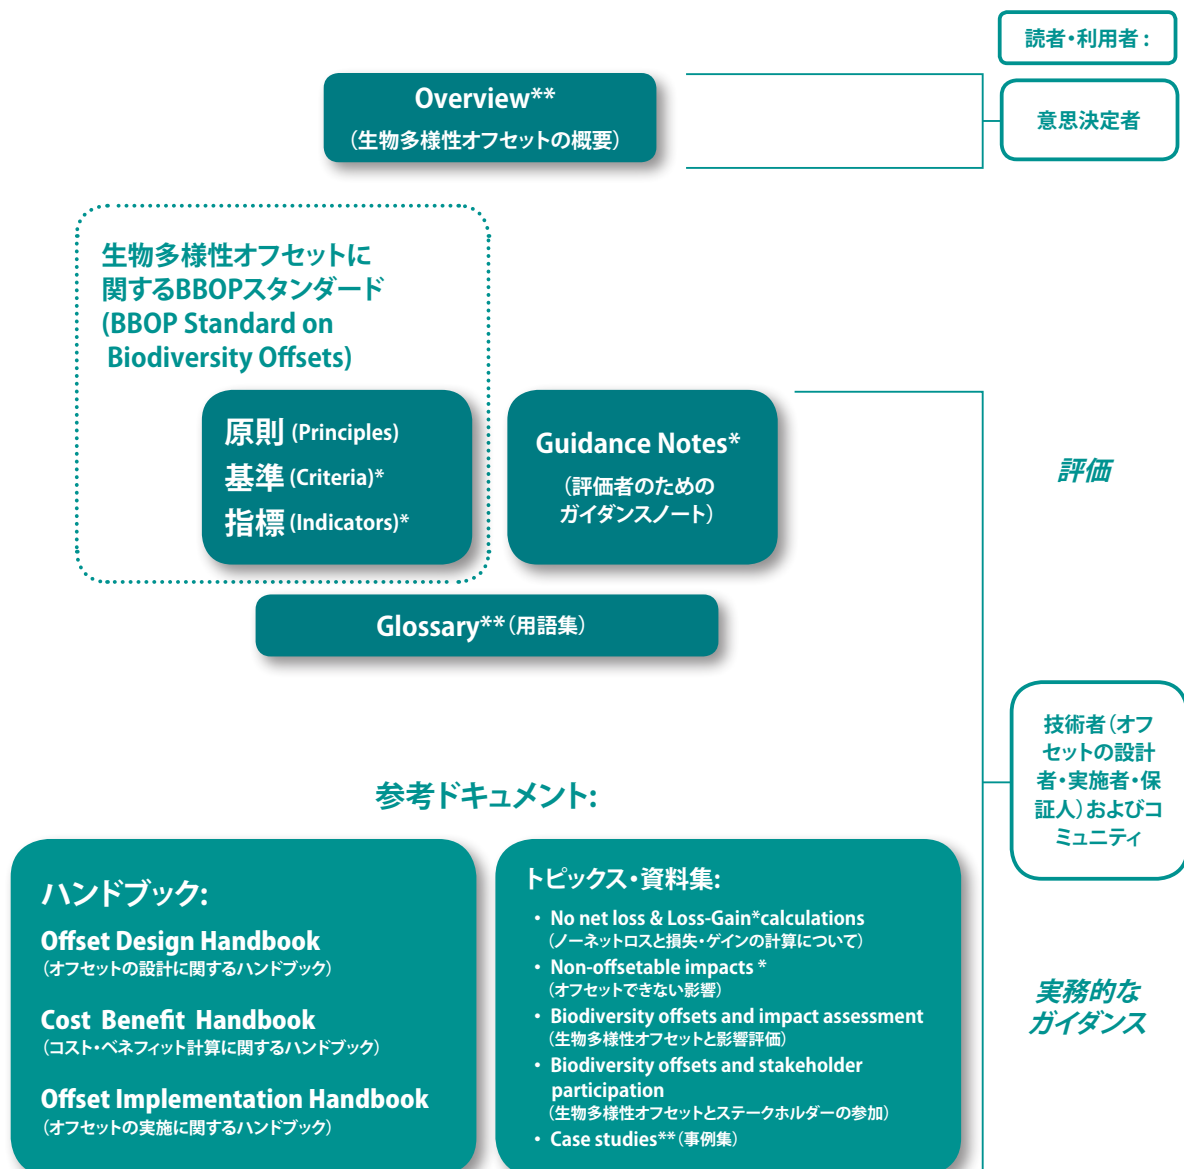 読者・利用者:
Overview**
(生物多様性オフセットの概要)
意思決定者
生物多様性オフセットに
関するBBOPスタンダード
(BBOP Standard on
Biodiversity Offsets)
原則 (Principles)
基準 (Criteria)*
指標 (Indicators)*
Guidance Notes*
(評価者のための
ガイダンスノート)
評価
Glossary**(用語集)
技術者(オフ
セットの設計
者・実施者・保
証人)およびコ
ミュニティ
参考ドキュメント:
ハンドブック:
Offset Design Handbook
(オフセットの設計に関するハンドブック)
Cost Benefit Handbook
(コスト・ベネフィット計算に関するハンドブック)
Offset Implementation Handbook
(オフセットの実施に関するハンドブック)
トピックス・資料集:
・ No net loss & Loss-Gain*calculations
(ノーネットロスと損失・ゲインの計算について)
・ Non-offsetable impacts *
(オフセットできない影響)
・ Biodiversity offsets and impact assessment
(生物多様性オフセットと影響評価)
・ Biodiversity offsets and stakeholder
participation
(生物多様性オフセットとステークホルダーの参加)
・ Case studies**(事例集)
実務的な
ガイダンス